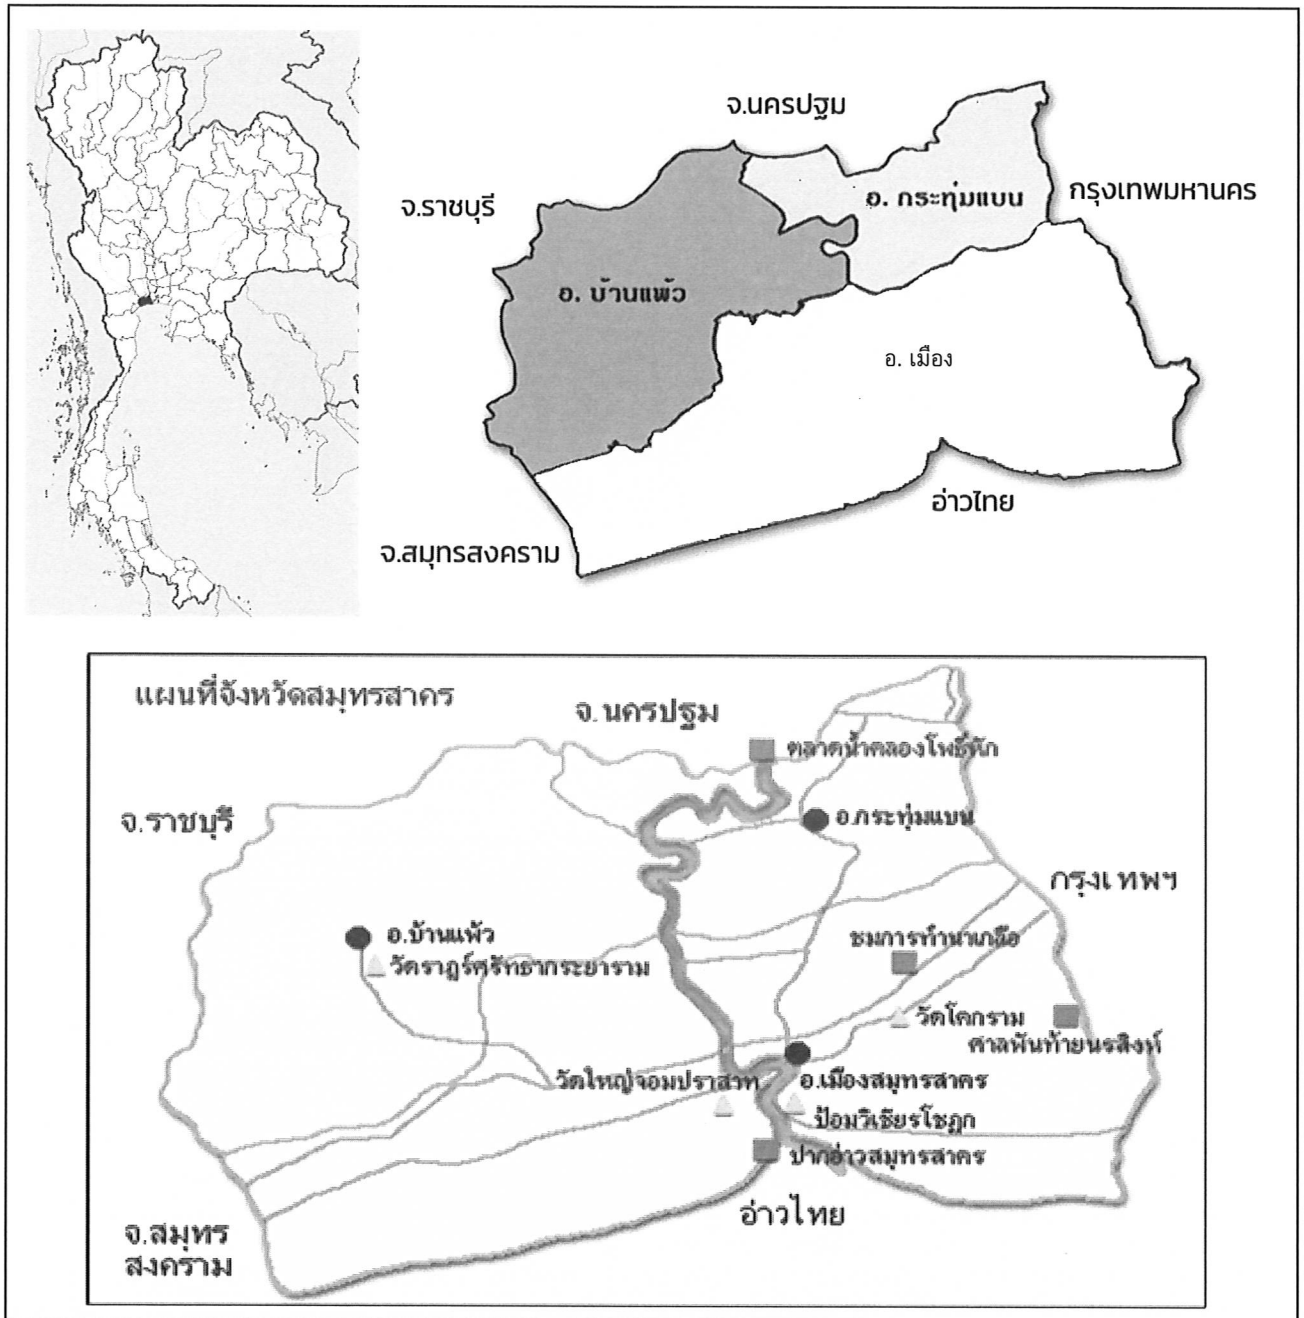 จ.นครปฐม
จ.ราชบุรี
อ. กระทุ่มแบน
กรุงเทพมหานคร
อ. บ้านแพ้ว
อ. เมือง
อ่าวไทย
จ.สมุทรสงคราม
แผนที่จังหวัดสมุทรสาคร
จ.นครปฐม
ตลาดน้ำคลองโพธิ์หัก
จ.ราชบุรี
อ.กระทุ่มแบน
กรุงเทพฯ
อ.บ้านแพ้ว
ชมการทำนาเกลือ
วัดราฎร์ศรัทธากระยาราม
วัดโคกราม
ศาลพันท้ายนรสิงห์
วัดใหญ่จอมปราสาท
อ.เมืองสมุทรสาคร
ป้อมวิเชียรโชฎก
ปากอ่าวสมุทรสาคร
อ่าวไทย
จ.สมุทร
สงคราม